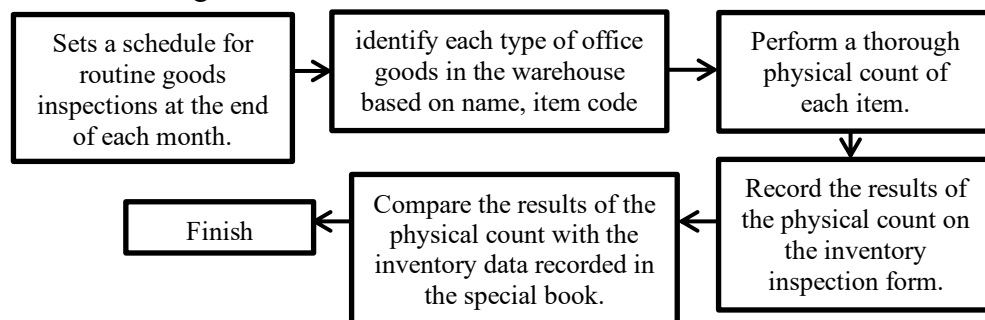 Sets a schedule for
routine goods
inspections at the end
of each month.
identify each type of office
goods in the warehouse
based on name, item code
Perform a thorough
physical count of
each item.
Record the results of
the physical count on
the inventory
inspection form.
Compare the results of the
physical count with the
inventory data recorded in
the special book.
Finish